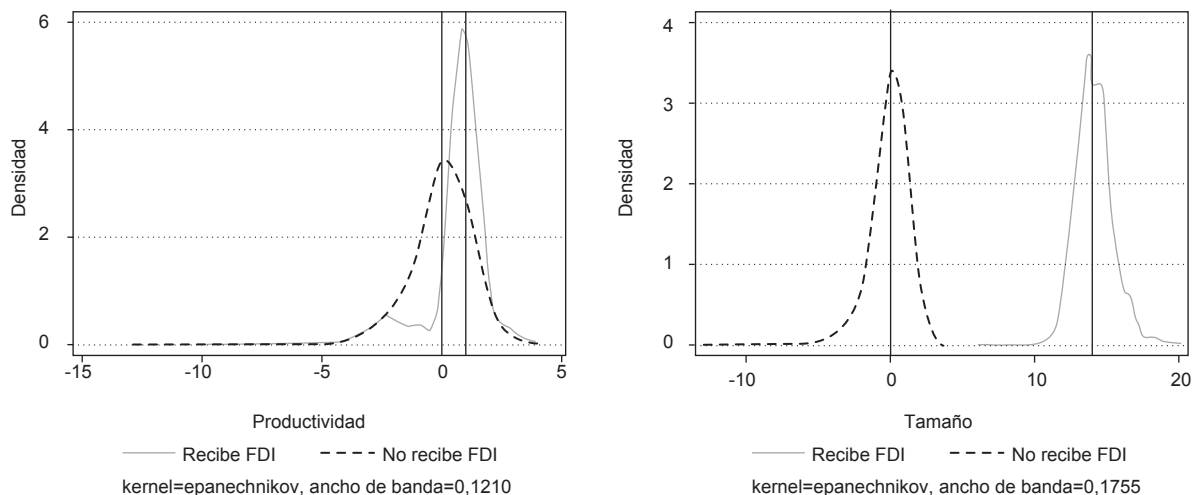 6
4
2
0
Densidad
-15
-10
-5
0
5
Productividad
Recibe FDI
No recibe FDI
kernel=epanechnikov, ancho de banda=0,1210
4
3
2
1
0
Densidad
-10
0
10
20
Tamaño
Recibe FDI
No recibe FDI
kernel=epanechnikov, ancho de banda=0,1755